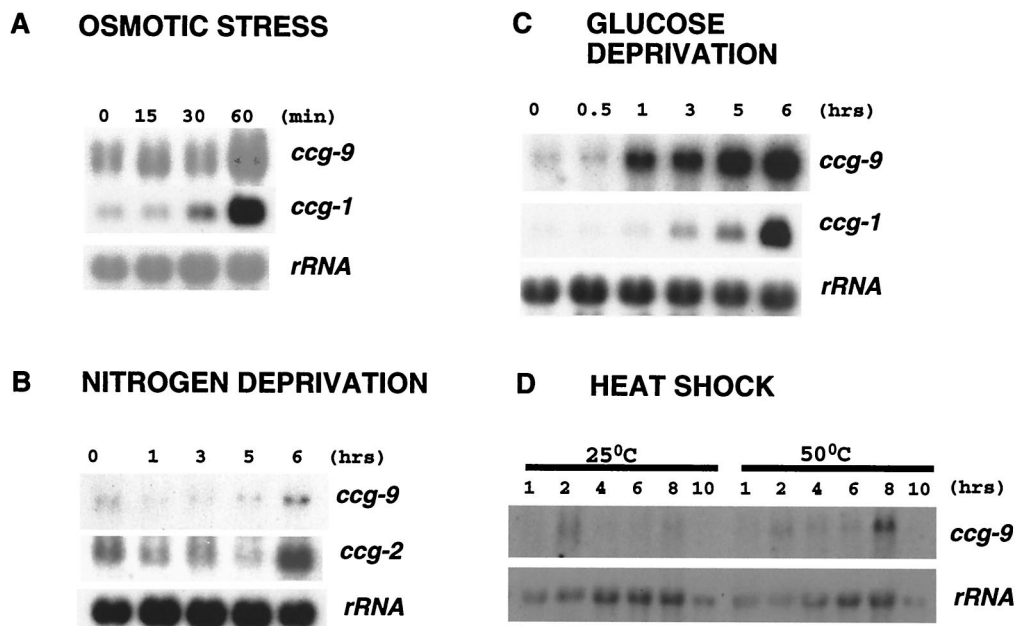 A OSMOTIC STRESS
0 15 30 60 (min)
ccg-9
ccg-1
rRNA
B NITROGEN DEPRIVATION
0 1 3 5 6 (hrs)
ccg-9
ccg-2
rRNA
C GLUCOSE
DEPRIVATION
0 0.5 1 3 5 6 (hrs)
ccg-9
ccg-1
rRNA
D HEAT SHOCK
25⁰C 50⁰C
1 2 4 6 8 10 1 2 4 6 8 10 (hrs)
ccg-9
rRNA